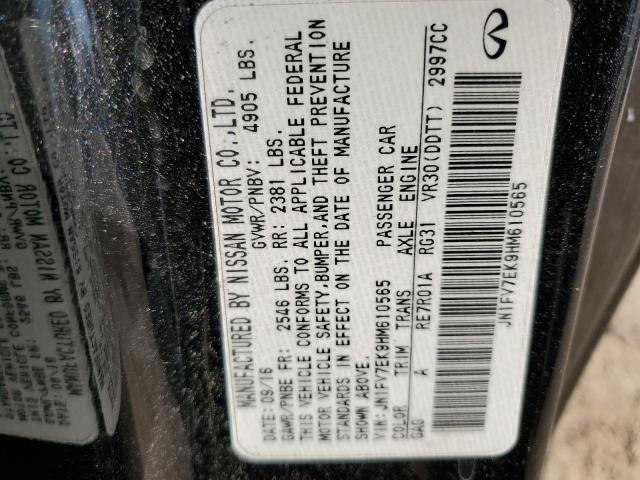 MANUFACTURED BY NISSAN MOTOR CO.,LTD.
DATE: 09/16 GVWR/PNBV: 4905 LBS.
GAWR/PNBE FR: 2546 LBS. RR: 2381 LBS.
THIS VEHICLE CONFORMS TO ALL APPLICABLE FEDERAL
MOTOR VEHICLE SAFETY,BUMPER,AND THEFT PREVENTION
STANDARDS IN EFFECT ON THE DATE OF MANUFACTURE
SHOWN ABOVE.
VIN: JN1FV7EK9HM610565 PASSENGER CAR
COLOR TRIM TRANS AXLE ENGINE
GAG A RE7R01A RG31 VR30(DDTT) 2997CC
JN1FV7EK9HM610565